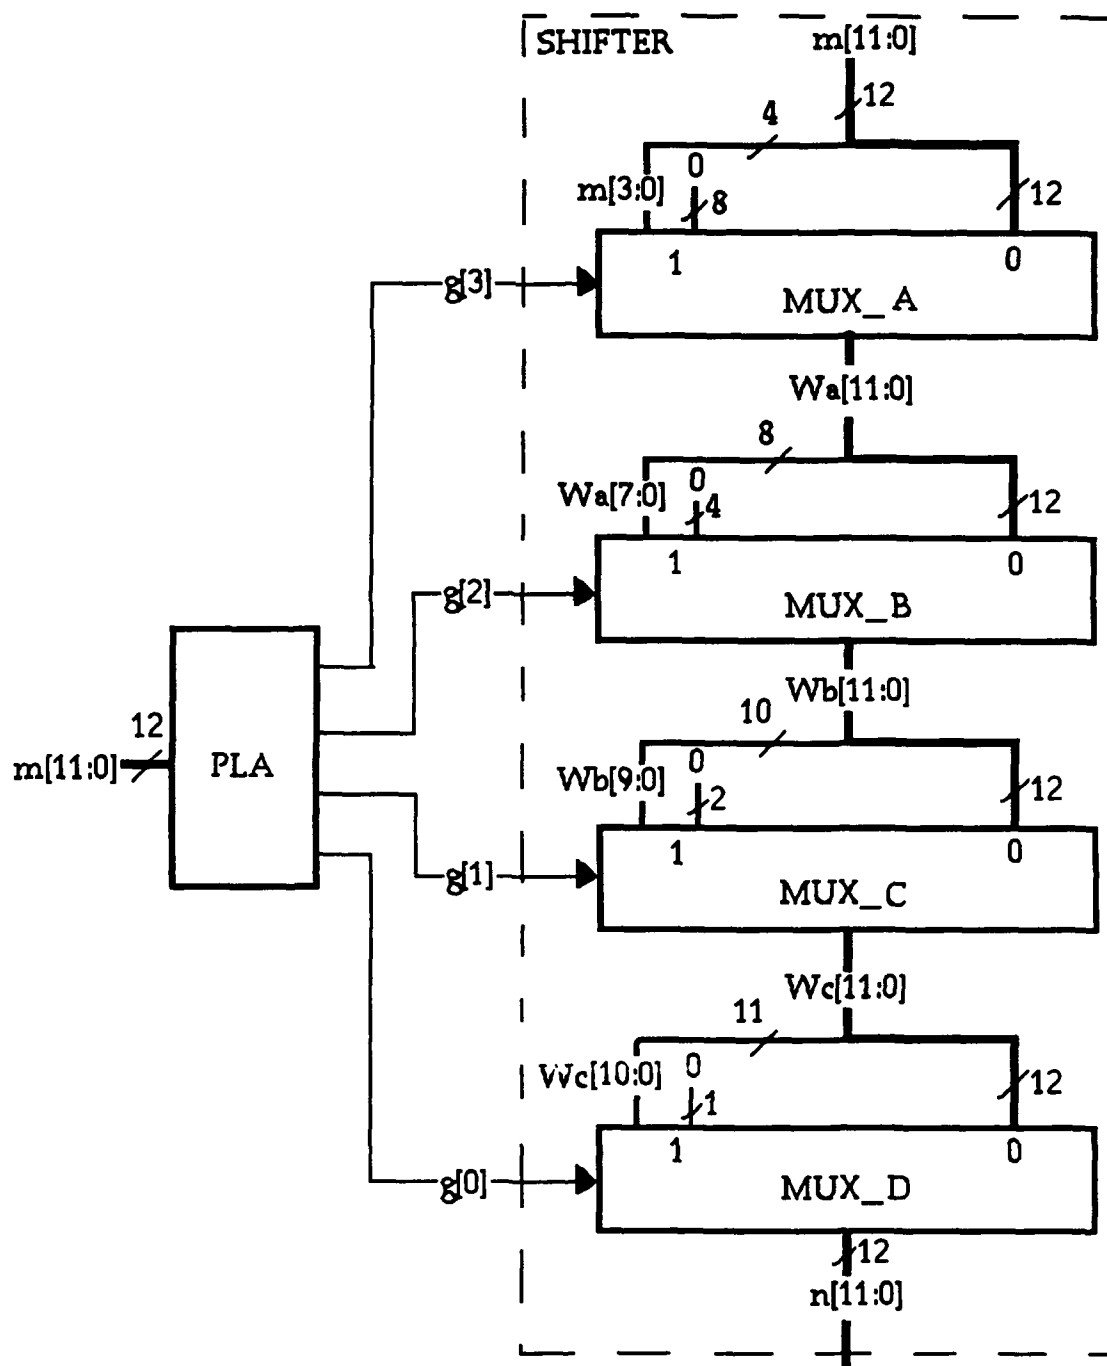 SHIFTER
m[11:0]
12
4
0
m[3:0]
8
12
1
0
g[3]
MUX_A
Wa[11:0]
8
0
Wa[7:0]
4
12
1
0
g[2]
MUX_B
Wb[11:0]
10
0
Wb[9:0]
2
12
12
m[11:0]
PLA
1
0
g[1]
MUX_C
Wc[11:0]
11
0
Wc[10:0]
1
12
1
0
g[0]
MUX_D
12
n[11:0]